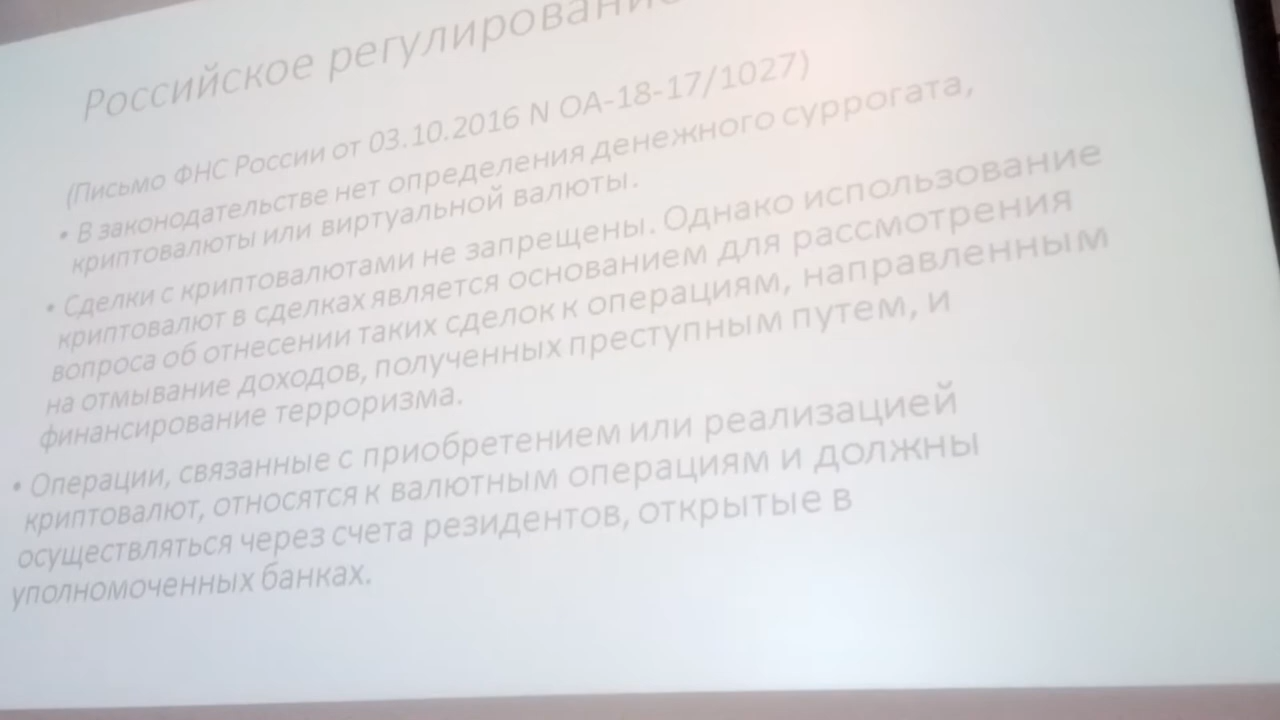 Российское регулирование
(Письмо ФНС России от 03.10.2016 N ОА-18-17/1027)
• В законодательстве нет определения денежного суррогата,
криптовалюты или виртуальной валюты.
• Сделки с криптовалютами не запрещены. Однако использование
криптовалют в сделках является основанием для рассмотрения
вопроса об отнесении таких сделок к операциям, направленным
на отмывание доходов, полученных преступным путем, и
финансирование терроризма.
• Операции, связанные с приобретением или реализацией
криптовалют, относятся к валютным операциям и должны
осуществляться через счета резидентов, открытые в
уполномоченных банках.